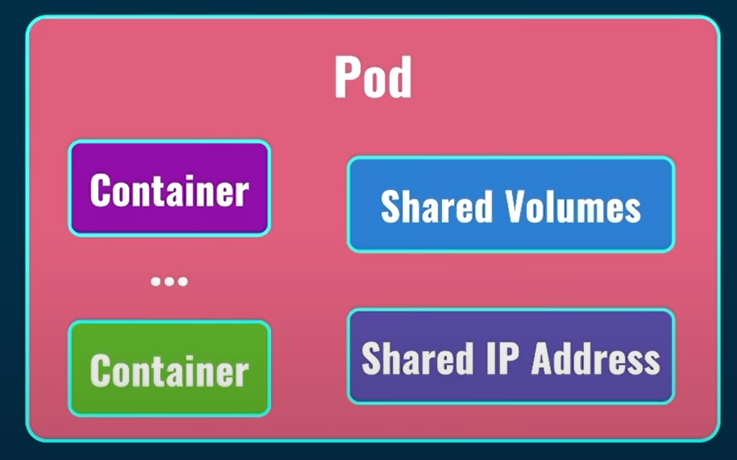 Pod
Container
Shared Volumes
...
Container
Shared IP Address